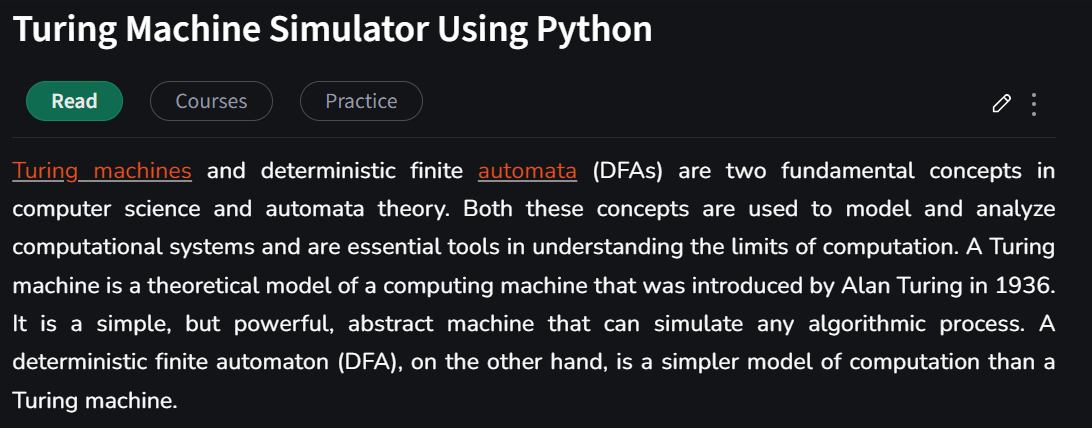 Turing Machine Simulator Using Python
Read Courses Practice
Turing machines and deterministic finite automata (DFAs) are two fundamental concepts in
computer science and automata theory. Both these concepts are used to model and analyze
computational systems and are essential tools in understanding the limits of computation. A Turing
machine is a theoretical model of a computing machine that was introduced by Alan Turing in 1936.
It is a simple, but powerful, abstract machine that can simulate any algorithmic process. A
deterministic finite automaton (DFA), on the other hand, is a simpler model of computation than a
Turing machine.